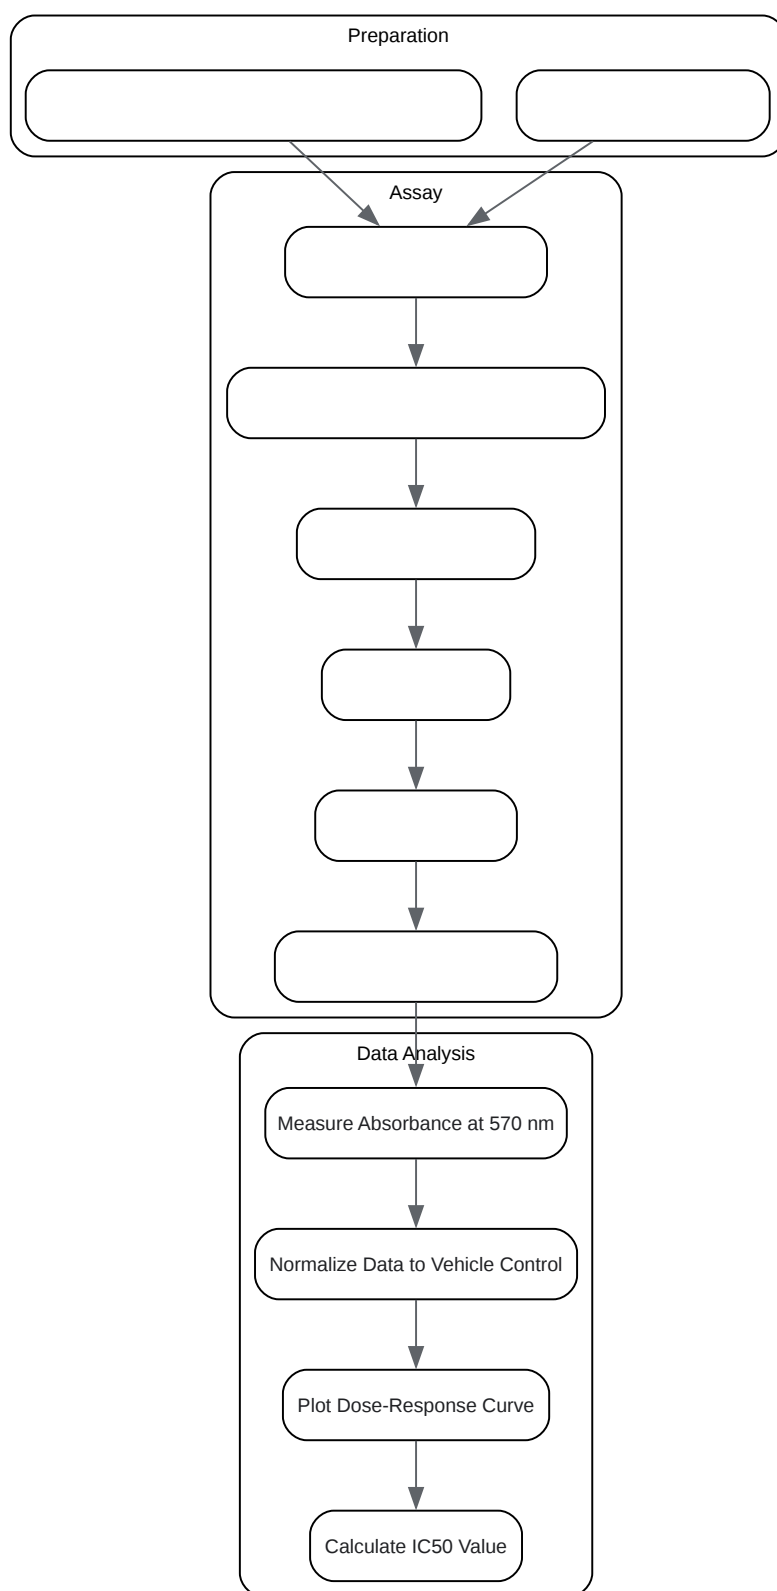 Preparation
Assay
Data Analysis
Measure Absorbance at 570 nm
Normalize Data to Vehicle Control
Plot Dose-Response Curve
Calculate IC50 Value